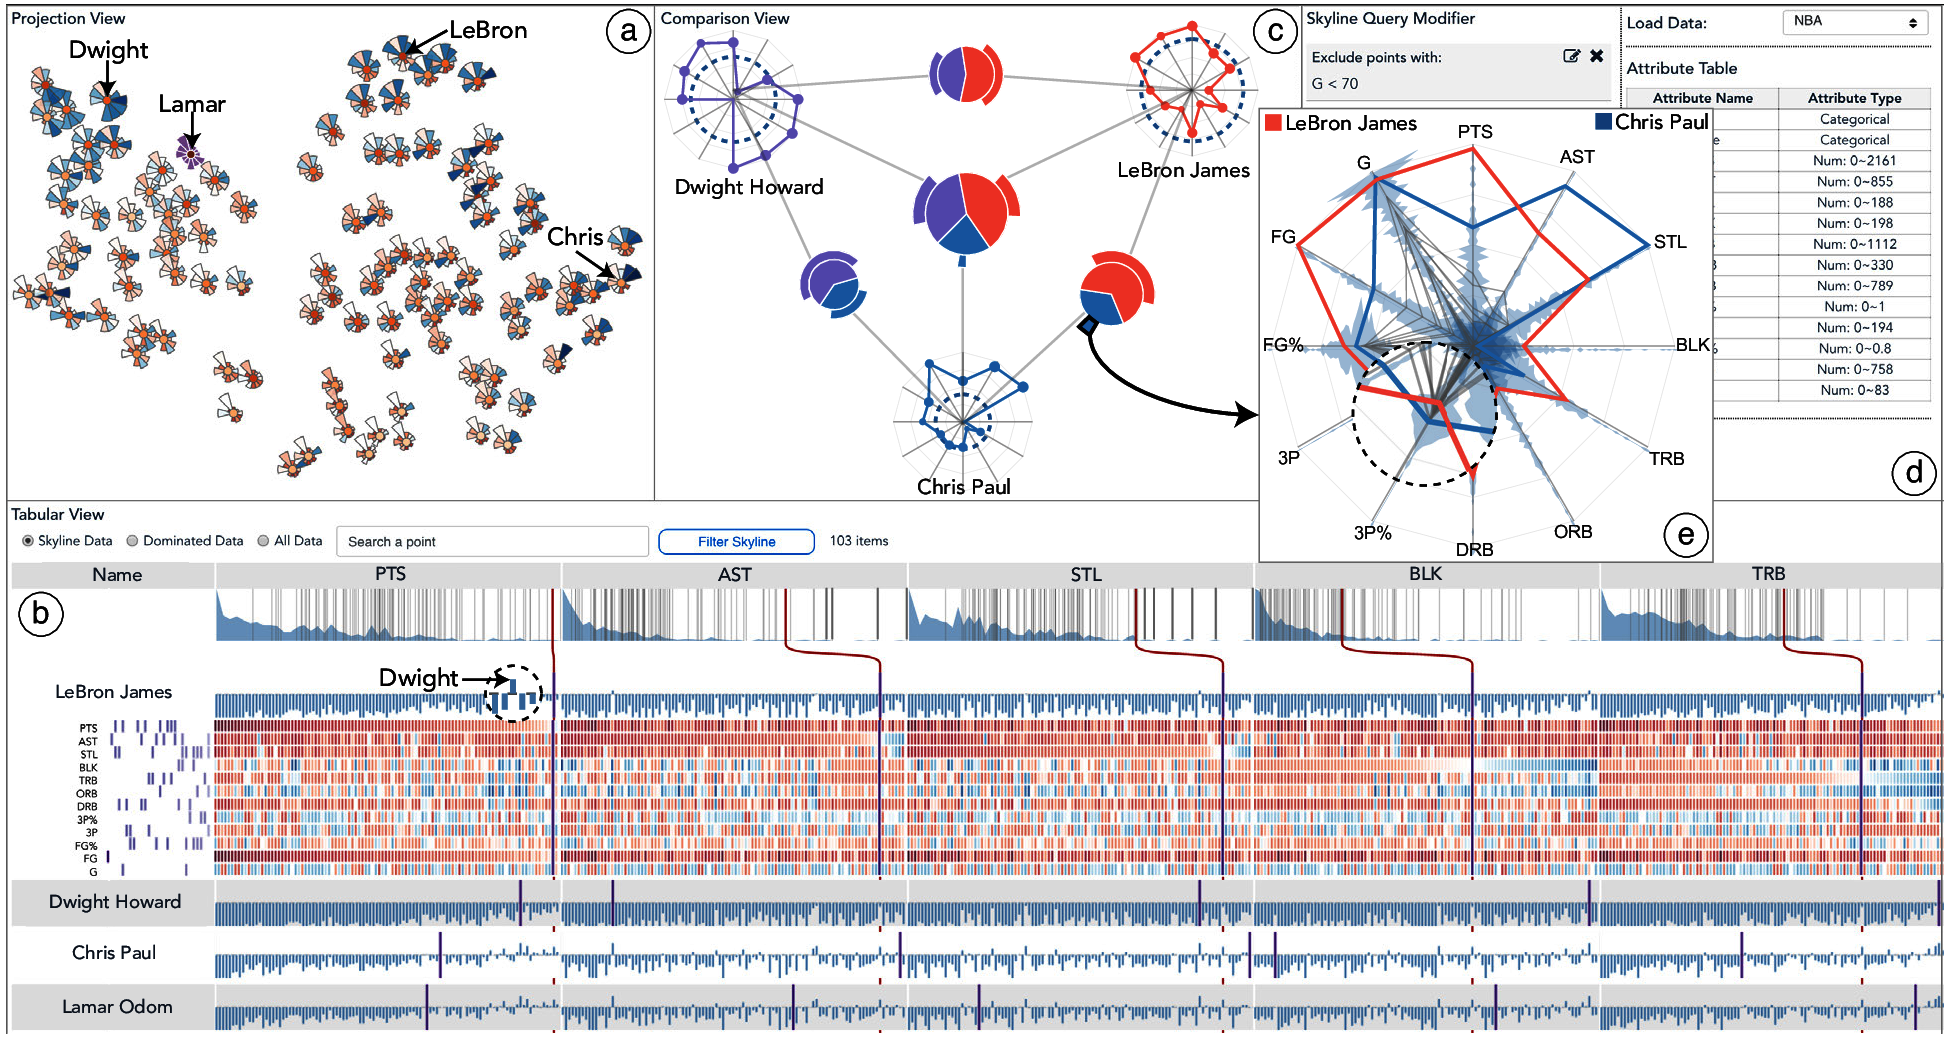 Projection View
a
Dwight
LeBron
Lamar
Chris
Comparison View
c
Dwight Howard
LeBron James
Chris Paul
Skyline Query Modifier
Exclude points with:
G < 70
Load Data:
NBA
Attribute Table
Attribute Name
Attribute Type
Categorical
e
Categorical
Num: 0~2161
Num: 0~855
Num: 0~188
Num: 0~198
Num: 0~1112
Num: 0~330
Num: 0~789
Num: 0~1
Num: 0~194
%
Num: 0~0.8
Num: 0~758
Num: 0~83
d
LeBron James
Chris Paul
PTS
AST
STL
BLK
TRB
ORB
DRB
3P%
3P
FG%
FG
G
e
Tabular View
Skyline Data
Dominated Data
All Data
Search a point
Filter Skyline
103 items
Name
PTS
AST
STL
BLK
TRB
b
Dwight
LeBron James
PTS
AST
STL
BLK
TRB
ORB
DRB
3P%
3P
FG%
FG
G
Dwight Howard
Chris Paul
Lamar Odom